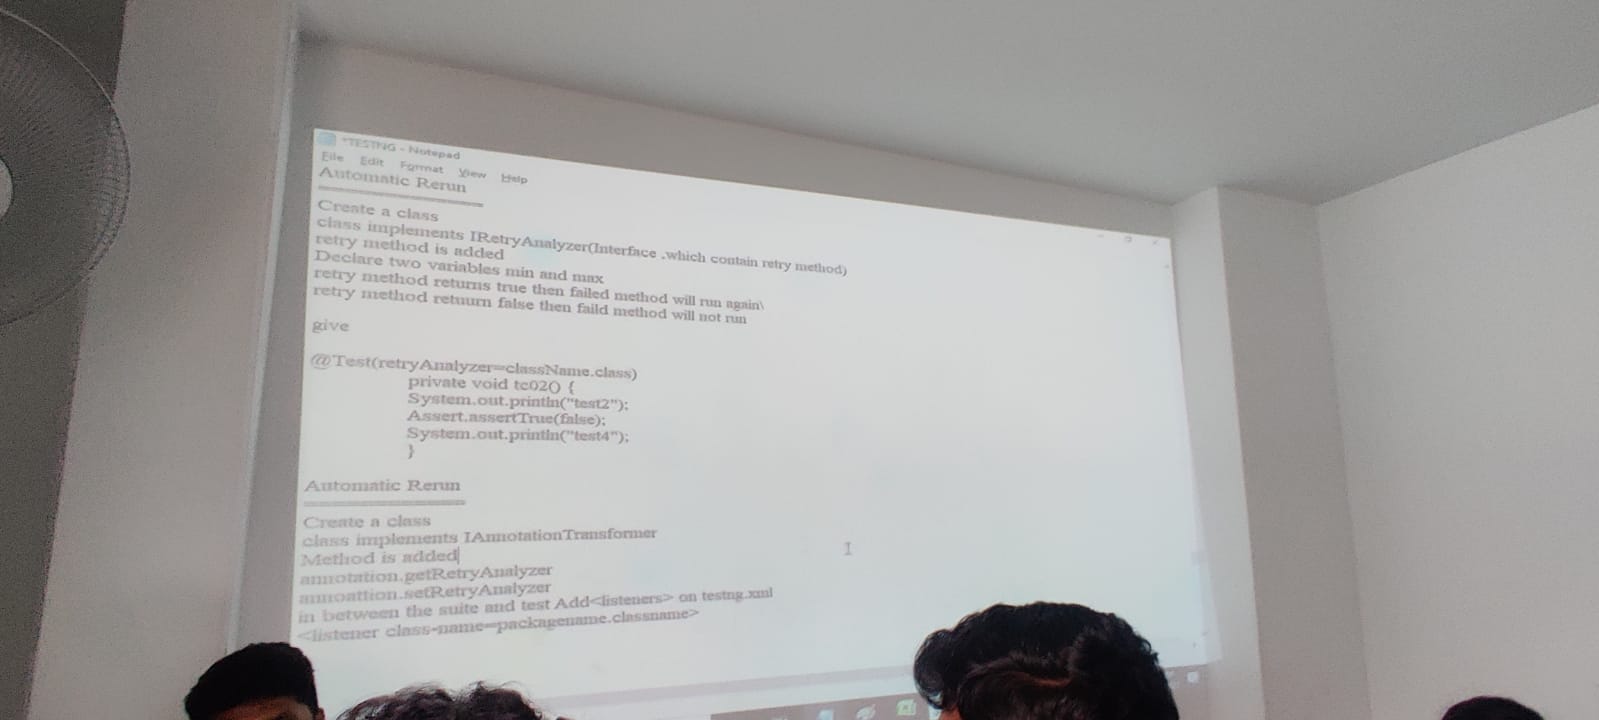 *TESTNG - Notepad
File Edit Format View Help
Automatic Rerun
================
Create a class
class implements IRetryAnalyzer(Interface .which contain retry method)
retry method is added
Declare two variables min and max
retry method returns true then failed method will run again\
retry method retuurn false then faild method will not run
give
@Test(retryAnalyzer=className.class)
private void tc02() {
System.out.println("test2");
Assert.assertTrue(false);
System.out.println("test4");
}
Automatic Rerun
================
Create a class
class implements IAnnotationTransformer
Method is added
annotation.getRetryAnalyzer
annoattion.setRetryAnalyzer
in between the suite and test Add<listeners> on testng.xml
<listener class-name=packagename.classname>